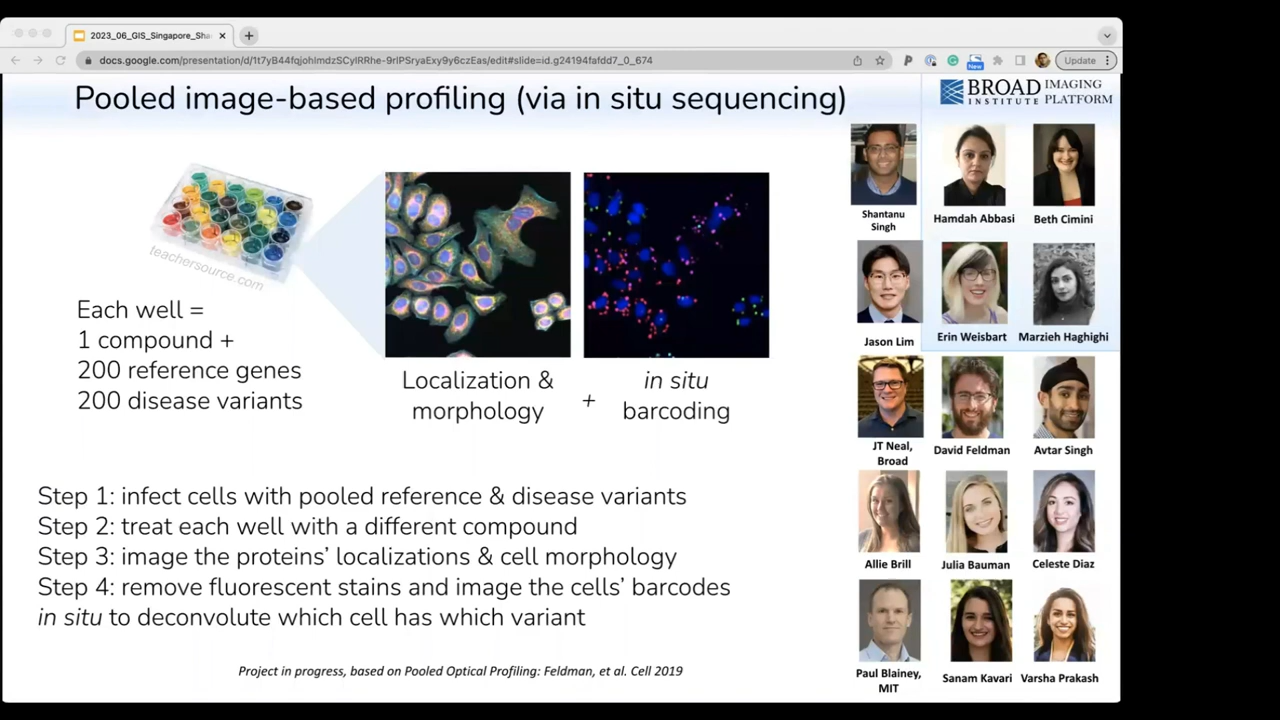 2023_06_GIS_Singapore_Sha
docs.google.com/presentation/d/1t7yB44fqjohImdzSCyIRRhe-9rlPSryaExy9y6czEas/edit#slide=id.g24194fafdd7_0_674
New
Update
Pooled image-based profiling (via in situ sequencing)
BROAD
INSTITUTE
IMAGING
PLATFORM
teachersource.com
Each well =
1 compound +
200 reference genes
200 disease variants
Localization &
morphology
+
in situ
barcoding
Step 1: infect cells with pooled reference & disease variants
Step 2: treat each well with a different compound
Step 3: image the proteins’ localizations & cell morphology
Step 4: remove fluorescent stains and image the cells’ barcodes
in situ to deconvolute which cell has which variant
Project in progress, based on Pooled Optical Profiling: Feldman, et al. Cell 2019
Shantanu
Singh
Hamdah Abbasi
Beth Cimini
Jason Lim
Erin Weisbart
Marzieh Haghighi
JT Neal,
Broad
David Feldman
Avtar Singh
Allie Brill
Julia Bauman
Celeste Diaz
Paul Blainey,
MIT
Sanam Kavari
Varsha Prakash